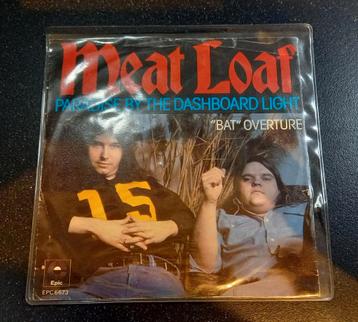 Meat Loaf
PARADISE BY THE DASHBOARD LIGHT
"BAT" OVERTURE
15
Epic
EPC 6673